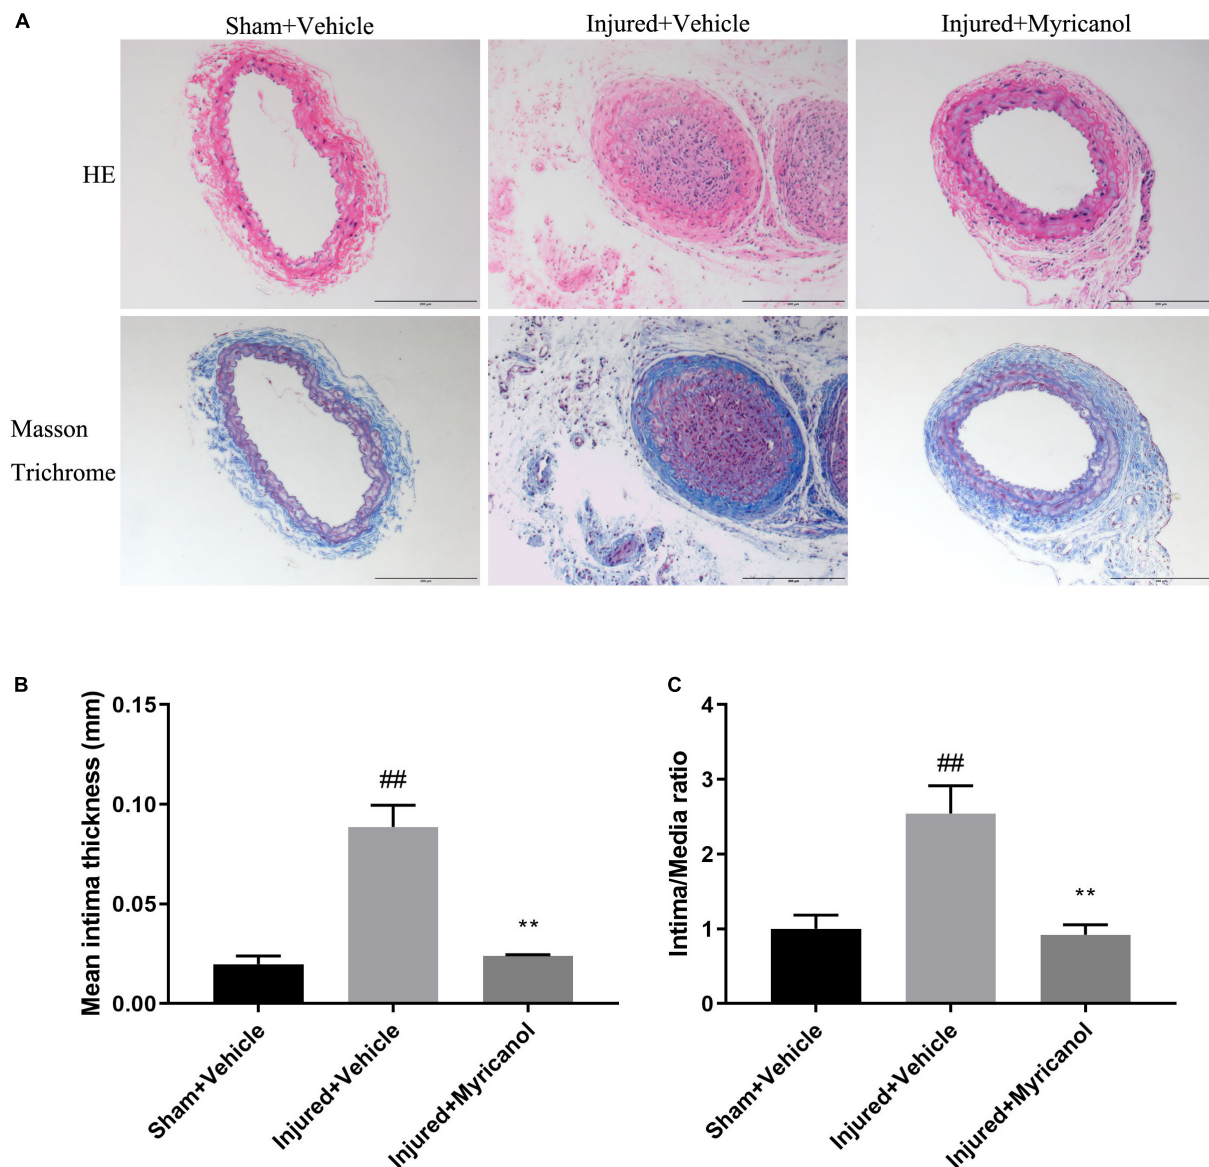 A
Sham+Vehicle
Injured+Vehicle
Injured+Myricanol
HE
Masson
Trichrome
B
Mean intima thickness (mm)
0.15
0.10
0.05
0.00
##
**
Sham+Vehicle
Injured+Vehicle
Injured+Myricanol
C
Intima/Media ratio
4
3
2
1
0
##
**
Sham+Vehicle
Injured+Vehicle
Injured+Myricanol